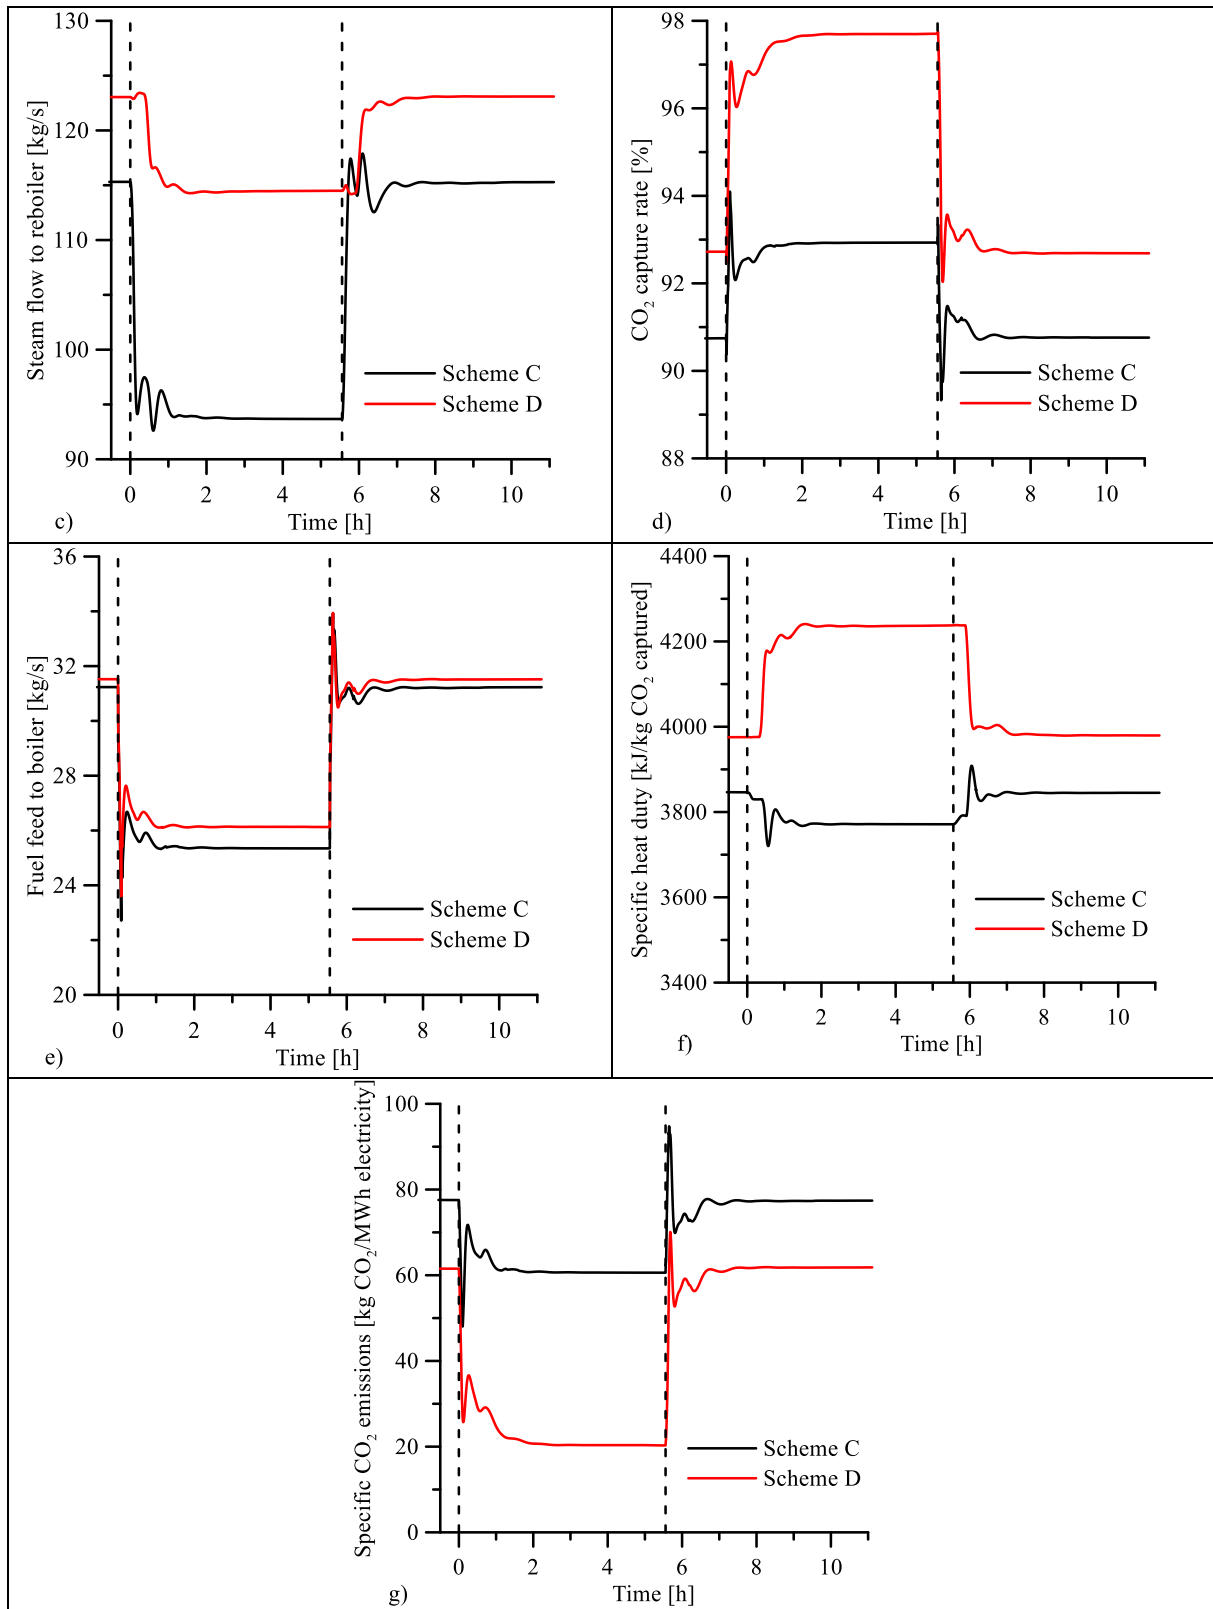 Steam flow to reboiler [kg/s]
130
120
110
100
90
0 2 4 6 8 10
Time [h]
Scheme C
Scheme D
c)
CO2 capture rate [%]
98
96
94
92
90
88
0 2 4 6 8 10
Time [h]
Scheme C
Scheme D
d)
Fuel feed to boiler [kg/s]
36
32
28
24
20
0 2 4 6 8 10
Time [h]
Scheme C
Scheme D
e)
Specific heat duty [kJ/kg CO2 captured]
4400
4200
4000
3800
3600
3400
0 2 4 6 8 10
Time [h]
Scheme C
Scheme D
f)
Specific CO2 emissions [kg CO2/MWh electricity]
100
80
60
40
20
0
0 2 4 6 8 10
Time [h]
Scheme C
Scheme D
g)